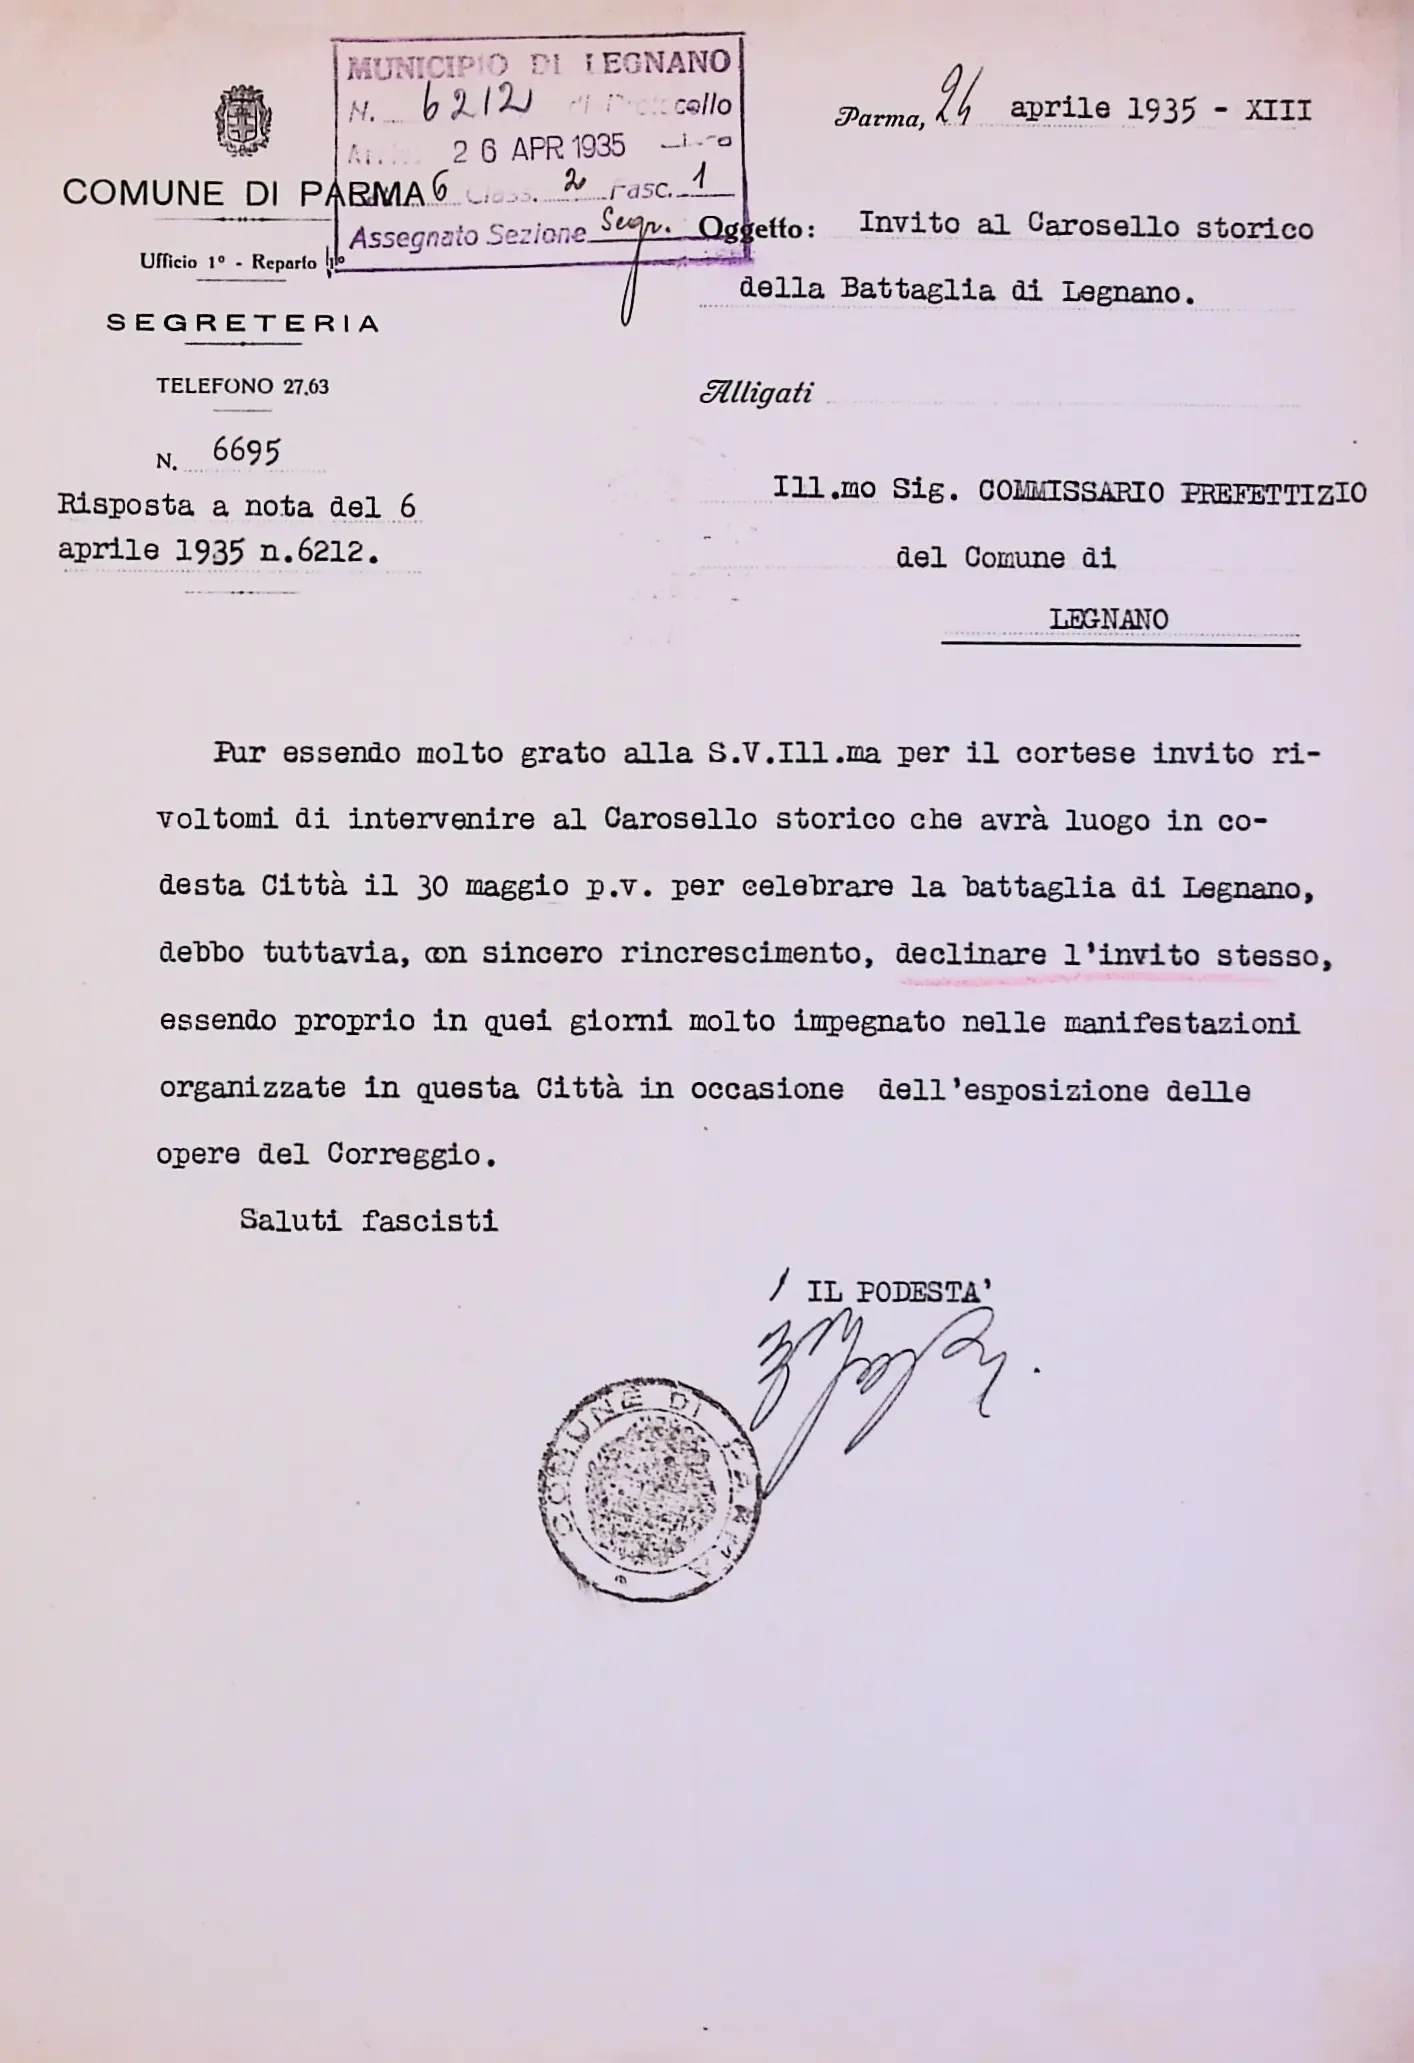 MUNICIPIO DI LEGNANO
N. 6212 di Protocollo
26 APR 1935
6 Class. 2 Fasc. 1
Assegnato Sezione Segr.
COMUNE DI PARMA
Ufficio 1º - Reparto 1º
SEGRETERIA
TELEFONO 27.63
N. 6695
Risposta a nota del 6
aprile 1935 n.6212.
Parma, 24 aprile 1935 - XIII
Oggetto: Invito al Carosello storico
della Battaglia di Legnano.
Alligati
Ill.mo Sig. COMMISSARIO PREFETTIZIO
del Comune di
LEGNANO
Pur essendo molto grato alla S.V.Ill.ma per il cortese invito ri-
voltomi di intervenire al Carosello storico che avrà luogo in co-
desta Città il 30 maggio p.v. per celebrare la battaglia di Legnano,
debbo tuttavia, con sincero rincrescimento, declinare l'invito stesso,
essendo proprio in quei giorni molto impegnato nelle manifestazioni
organizzate in questa Città in occasione dell'esposizione delle
opere del Correggio.
Saluti fascisti
IL PODESTA'
COMUNE DI PARMA